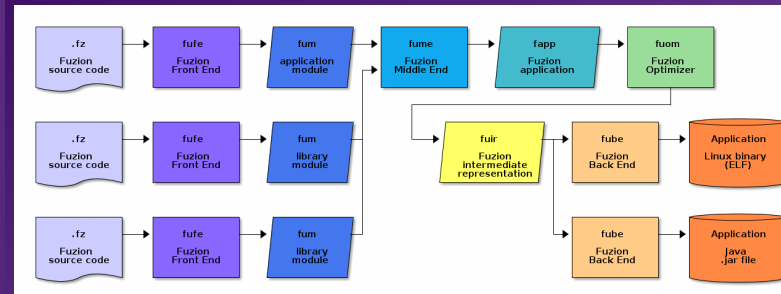 .fz
Fuzion
source code
fufe
Fuzion
Front End
fum
application
module
fume
Fuzion
Middle End
fapp
Fuzion
application
fuom
Fuzion
Optimizer
.fz
Fuzion
source code
fufe
Fuzion
Front End
fum
library
module
fuir
Fuzion
intermediate
representation
fube
Fuzion
Back End
Application
Linux binary
(ELF)
.fz
Fuzion
source code
fufe
Fuzion
Front End
fum
library
module
fube
Fuzion
Back End
Application
Java
.jar file